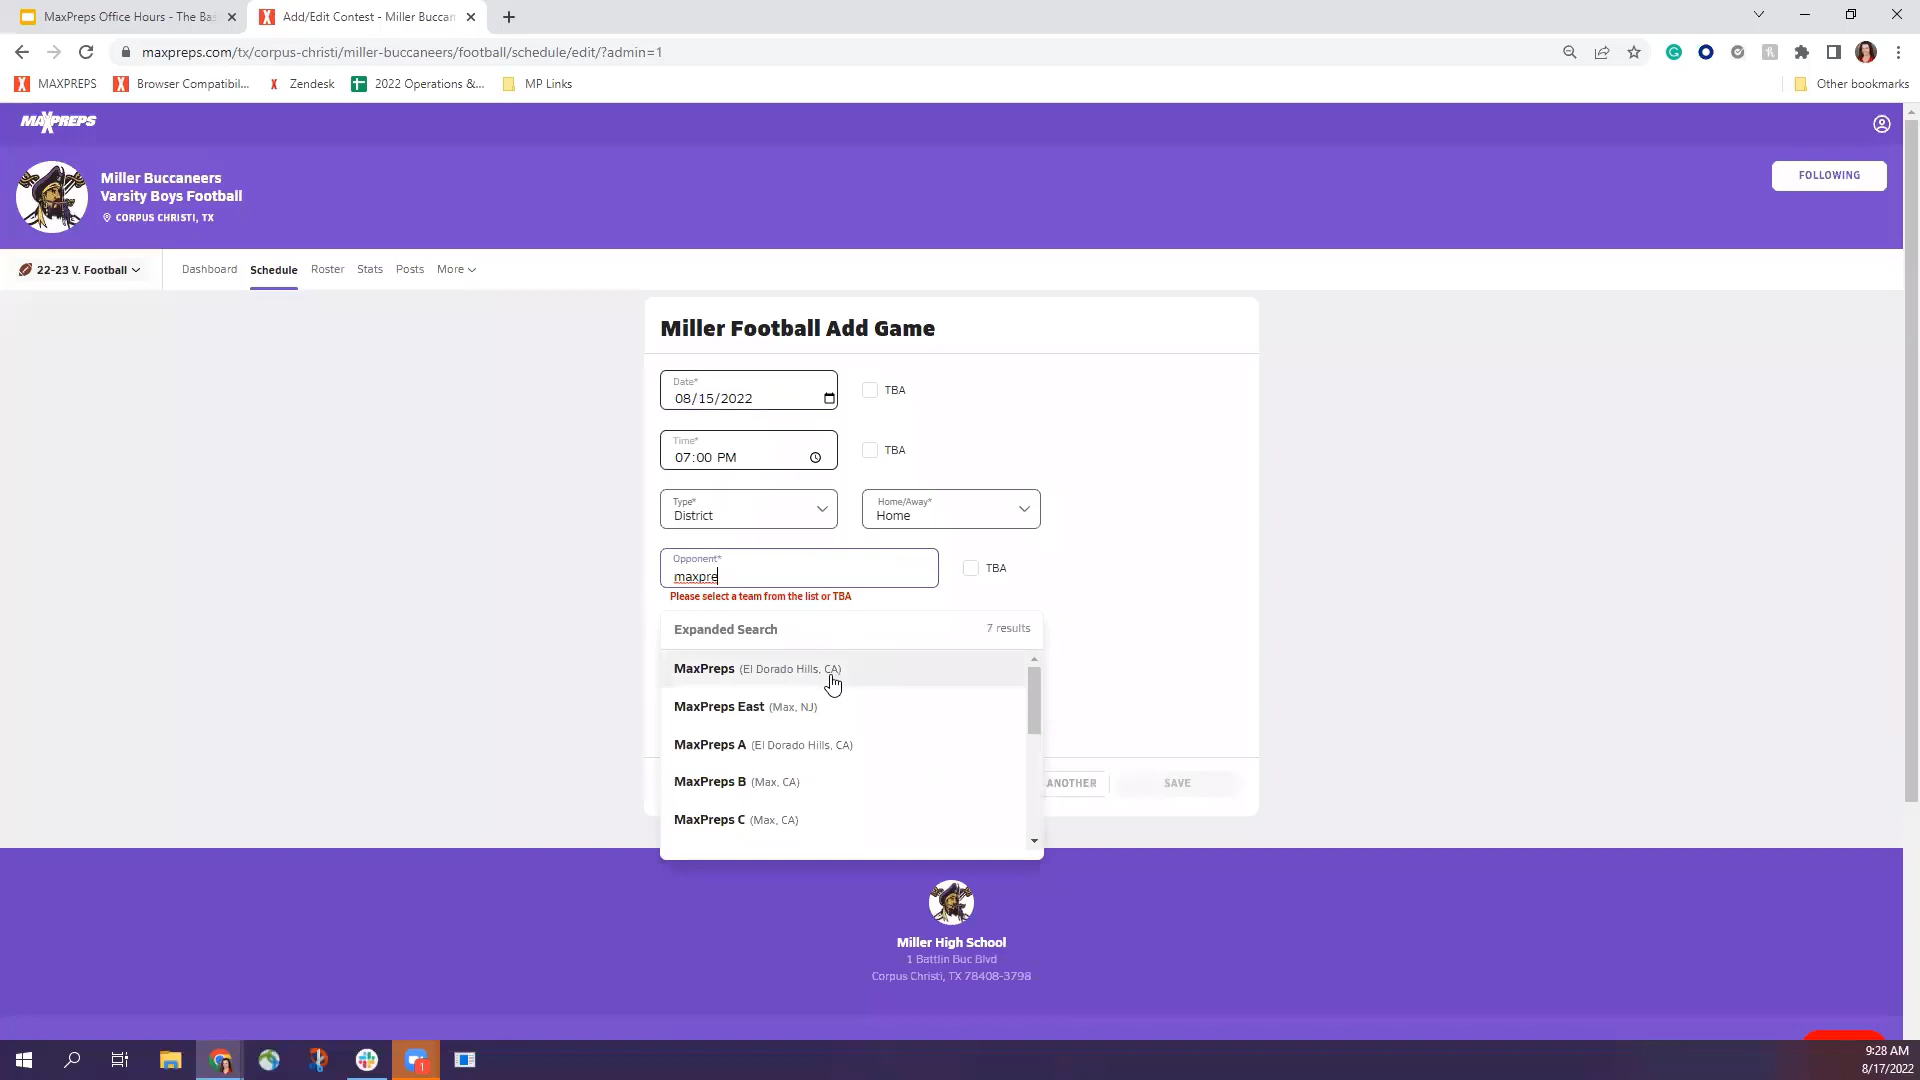 MaxPreps Office Hours - The Bas
Add/Edit Contest - Miller Buccan
maxpreps.com/tx/corpus-christi/miller-buccaneers/football/schedule/edit/?admin=1
MAXPREPS
Browser Compatibil...
Zendesk
2022 Operations &...
MP Links
Other bookmarks
MAXPREPS
Miller Buccaneers
Varsity Boys Football
CORPUS CHRISTI, TX
FOLLOWING
22-23 V. Football
Dashboard
Schedule
Roster
Stats
Posts
More
Miller Football Add Game
Date*
08/15/2022
TBA
Time*
07:00 PM
TBA
Type*
District
Home/Away*
Home
Opponent*
maxpre
TBA
Please select a team from the list or TBA
Expanded Search
7 results
MaxPreps (El Dorado Hills, CA)
MaxPreps East (Max, NJ)
MaxPreps A (El Dorado Hills, CA)
MaxPreps B (Max, CA)
MaxPreps C (Max, CA)
ANOTHER
SAVE
Miller High School
1 Battlin Buc Blvd
Corpus Christi, TX 78408-3798
1
9:28 AM
8/17/2022